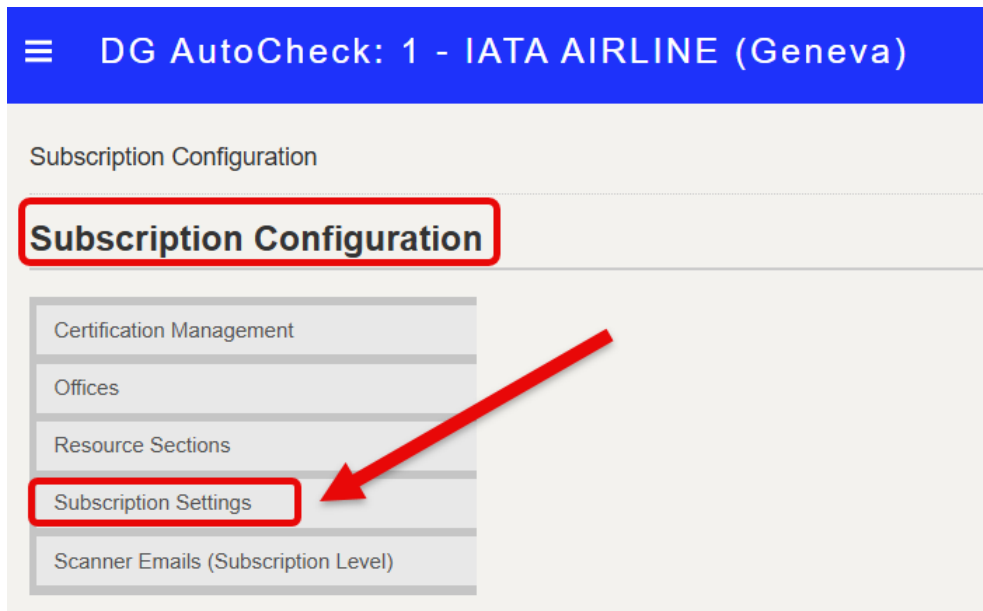 DG AutoCheck: 1 - IATA AIRLINE (Geneva)
Subscription Configuration
Subscription Configuration
Certification Management
Offices
Resource Sections
Subscription Settings
Scanner Emails (Subscription Level)